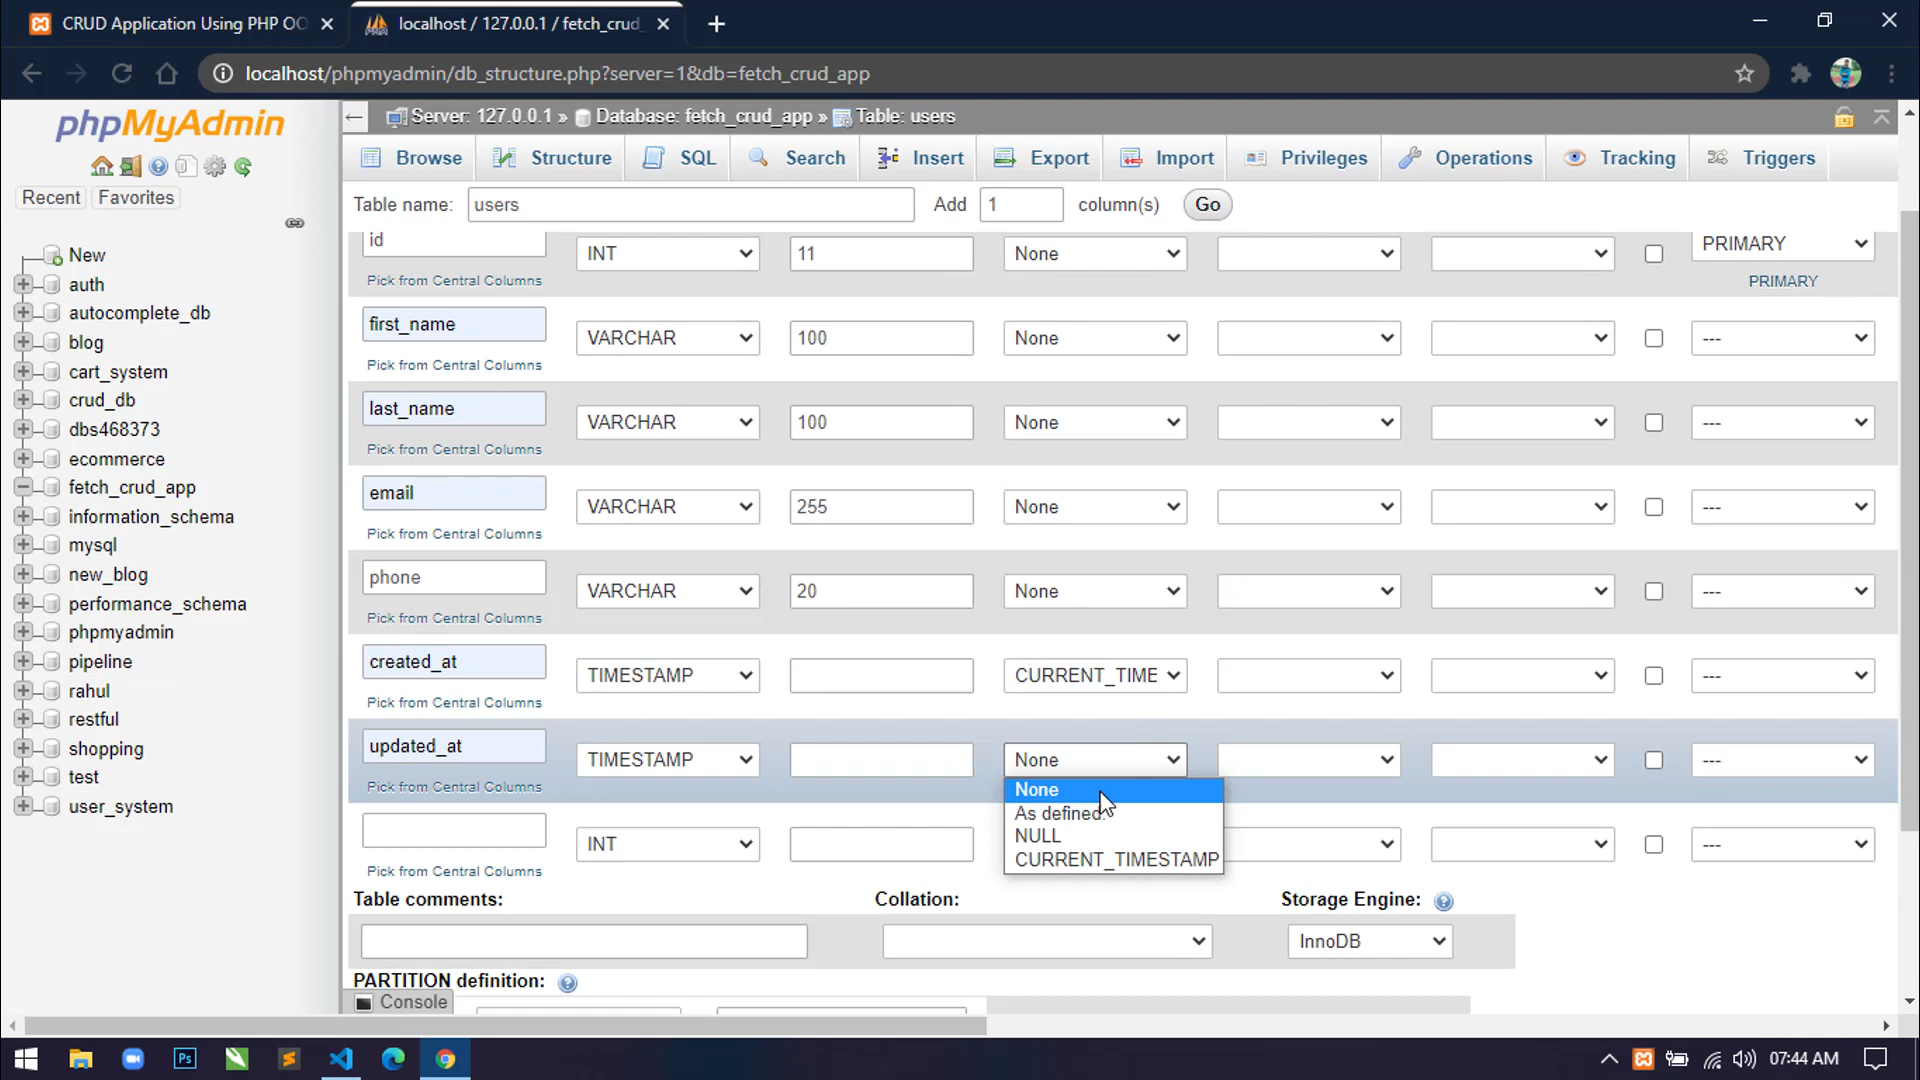 CRUD Application Using PHP OO
localhost / 127.0.0.1 / fetch_crud_
localhost/phpmyadmin/db_structure.php?server=1&db=fetch_crud_app
phpMyAdmin
Recent
Favorites
New
auth
autocomplete_db
blog
cart_system
crud_db
dbs468373
ecommerce
fetch_crud_app
information_schema
mysql
new_blog
performance_schema
phpmyadmin
pipeline
rahul
restful
shopping
test
user_system
Server: 127.0.0.1 » Database: fetch_crud_app » Table: users
Browse Structure SQL Search Insert Export Import Privileges Operations Tracking Triggers
Table name: users Add 1 column(s) Go
id INT 11 None PRIMARY
Pick from Central Columns PRIMARY
first_name VARCHAR 100 None ---
Pick from Central Columns
last_name VARCHAR 100 None ---
Pick from Central Columns
email VARCHAR 255 None ---
Pick from Central Columns
phone VARCHAR 20 None ---
Pick from Central Columns
created_at TIMESTAMP CURRENT_TIME ---
Pick from Central Columns
updated_at TIMESTAMP None ---
Pick from Central Columns
None
As defined:
NULL
CURRENT_TIMESTAMP
INT ---
Pick from Central Columns
Table comments: Collation: Storage Engine:
InnoDB
PARTITION definition:
Console
Ps
07:44 AM